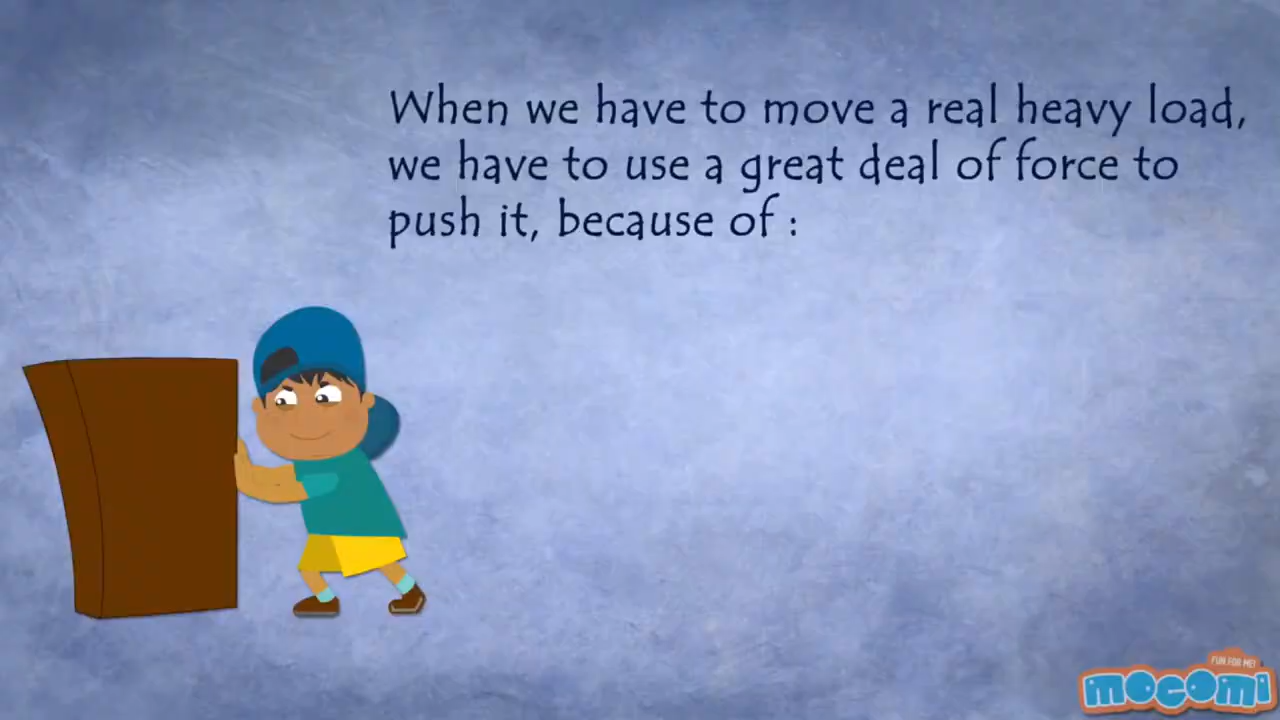 When we have to move a real heavy load,
we have to use a great deal of force to
push it, because of :
FUN FOR ME!
mocomi